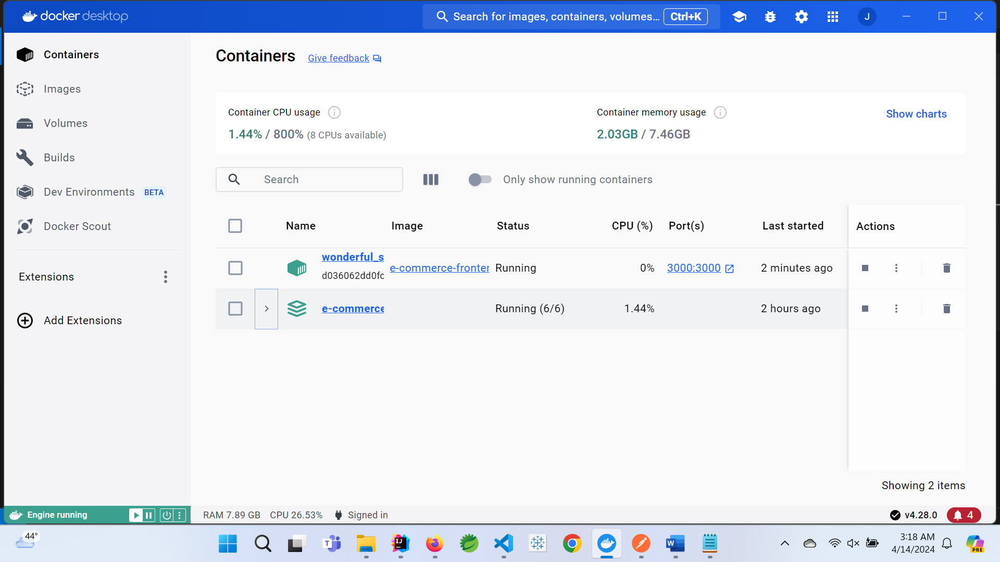 docker desktop
Search for images, containers, volumes... Ctrl+K
J
Containers
Images
Volumes
Builds
Dev Environments BETA
Docker Scout
Extensions
Add Extensions
Containers Give feedback
Container CPU usage
1.44% / 800% (8 CPUs available)
Container memory usage
2.03GB / 7.46GB
Show charts
Search
Only show running containers
Name Image Status CPU (%) Port(s) Last started Actions
wonderful_s
d036062dd0fc
e-commerce-fronter Running 0% 3000:3000 2 minutes ago
e-commerce Running (6/6) 1.44% 2 hours ago
Showing 2 items
Engine running
RAM 7.89 GB CPU 26.53% Signed in
v4.28.0
4
44°
T
IJ
W
3:18 AM
4/14/2024
PRE